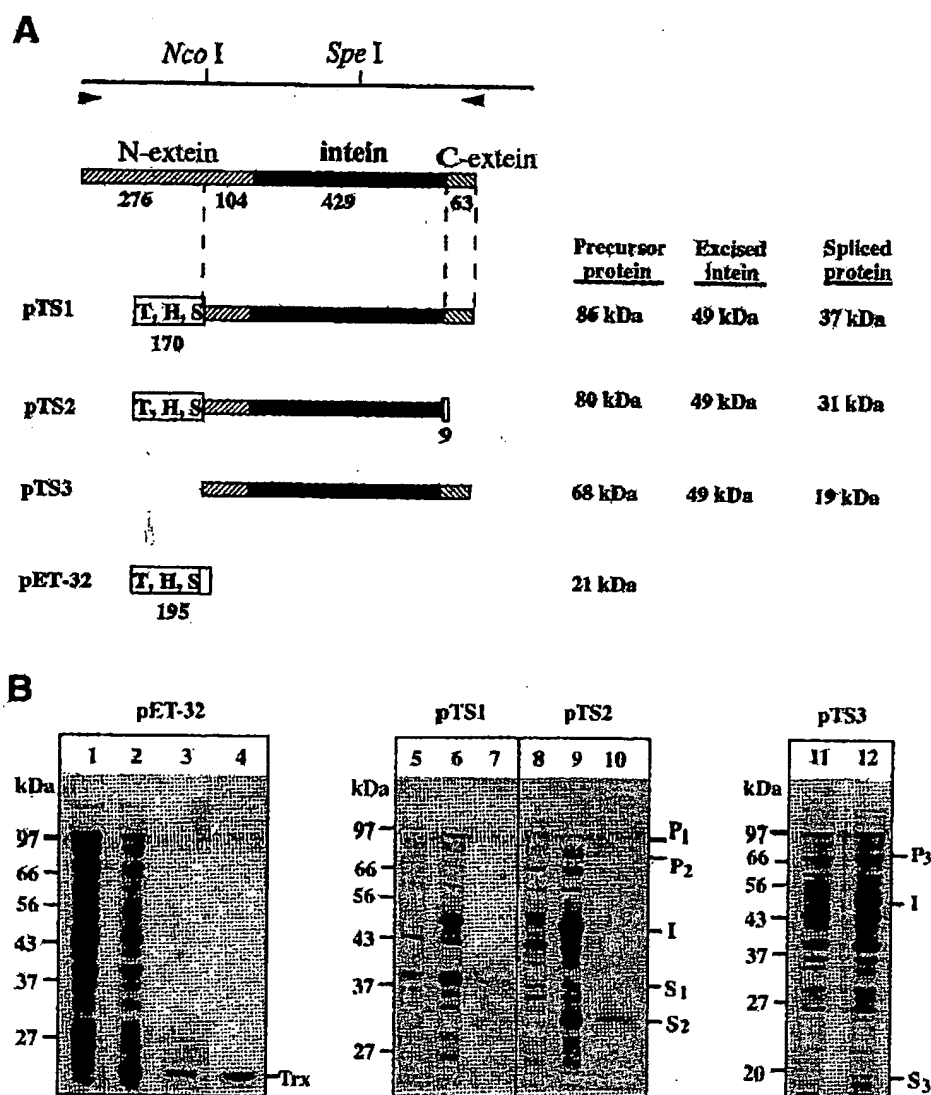 A
Nco I Spe I
N-extein intein C-extein
276 104 429 63
Precursor protein Excised Intein Spliced protein
pTS1 T, H, S 86 kDa 49 kDa 37 kDa
170
pTS2 T, H, S 80 kDa 49 kDa 31 kDa
9
pTS3 68 kDa 49 kDa 19 kDa
pET-32 T, H, S 21 kDa
195
B
pET-32 pTS1 pTS2 pTS3
1 2 3 4 5 6 7 8 9 10 11 12
kDa kDa kDa
97 97 P1 97
66 66 P2 66 P3
56 56 56 I
43 43 I 43
37 37 S1 37
S2
27 27 27
Trx 20 S3